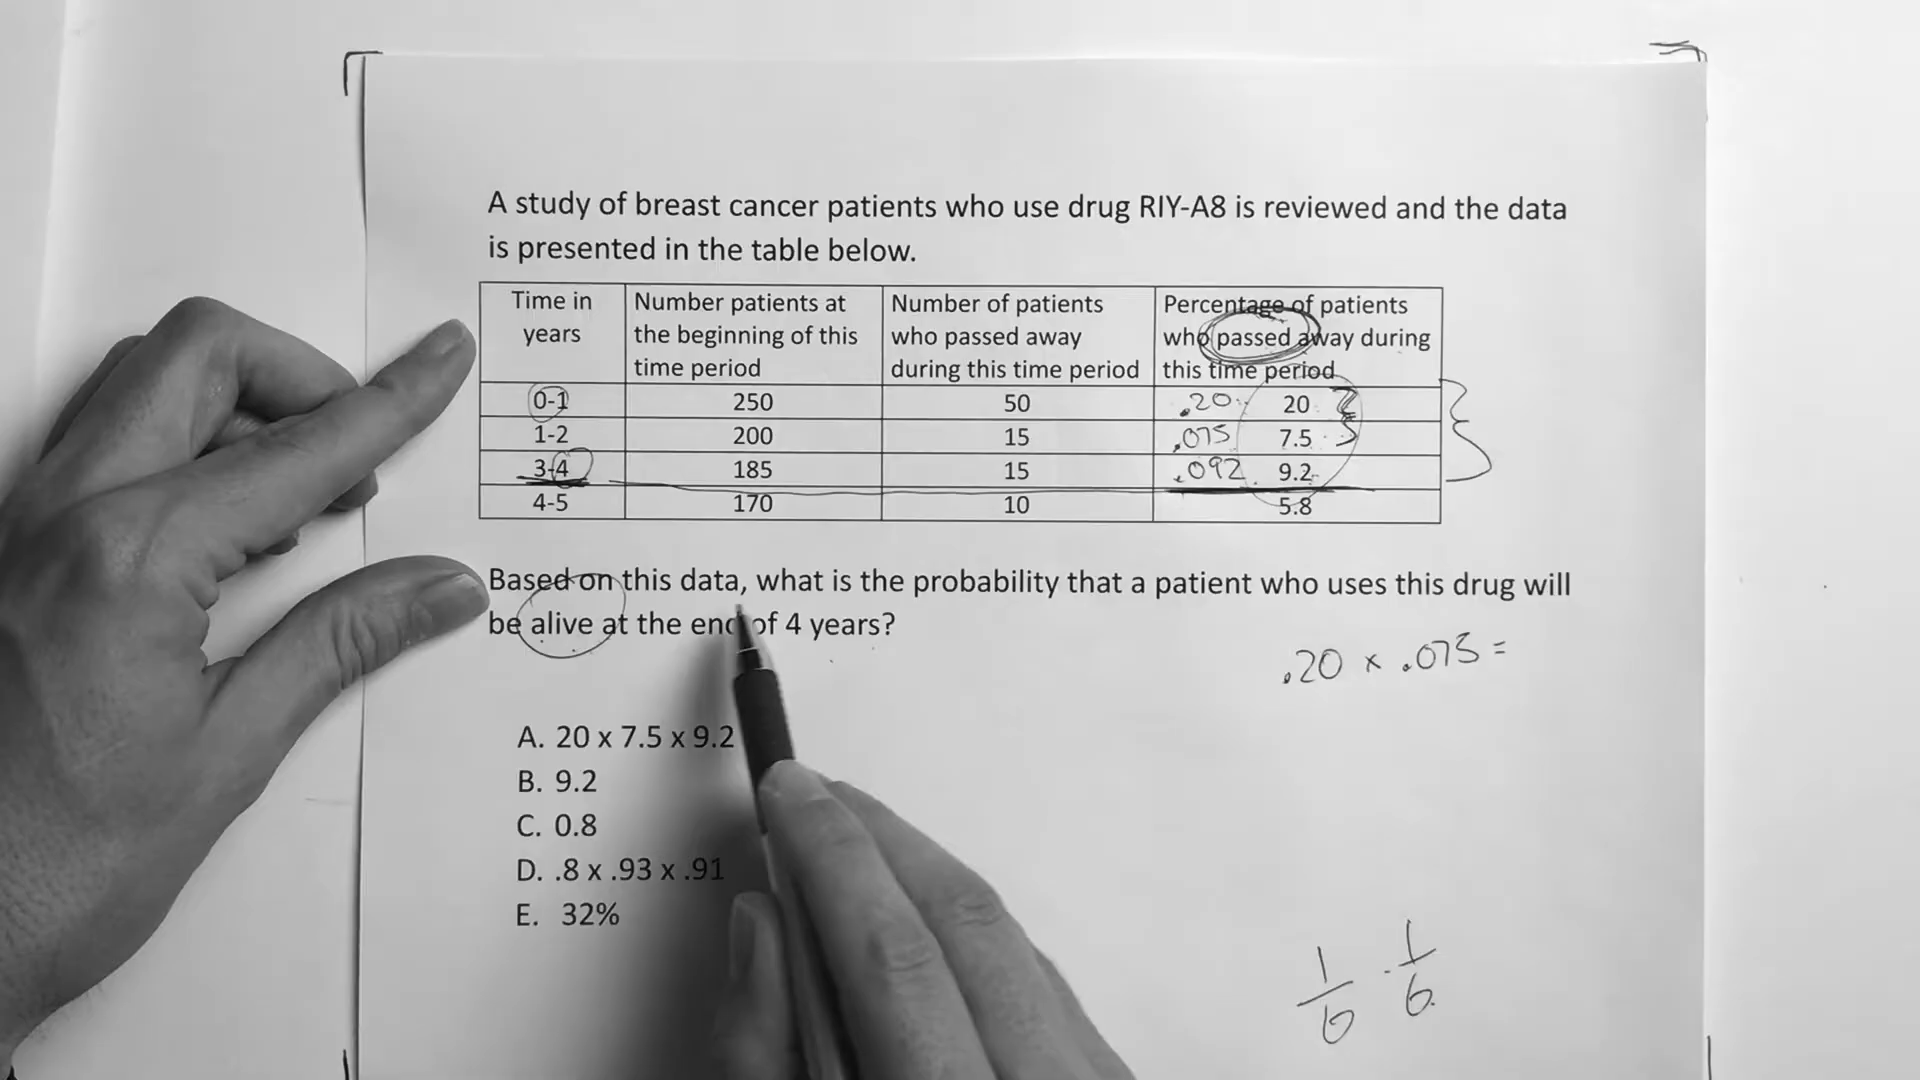 A study of breast cancer patients who use drug RIY-A8 is reviewed and the data
is presented in the table below.
Time in years Number patients at the beginning of this time period Number of patients who passed away during this time period Percentage of patients who passed away during this time period
0-1 250 50 .20 20
1-2 200 15 .075 7.5
3-4 185 15 .092 9.2
4-5 170 10 5.8
Based on this data, what is the probability that a patient who uses this drug will
be alive at the end of 4 years?
.20 x .075 =
A. 20 x 7.5 x 9.2
B. 9.2
C. 0.8
D. .8 x .93 x .91
E. 32%
1/6 · 1/6